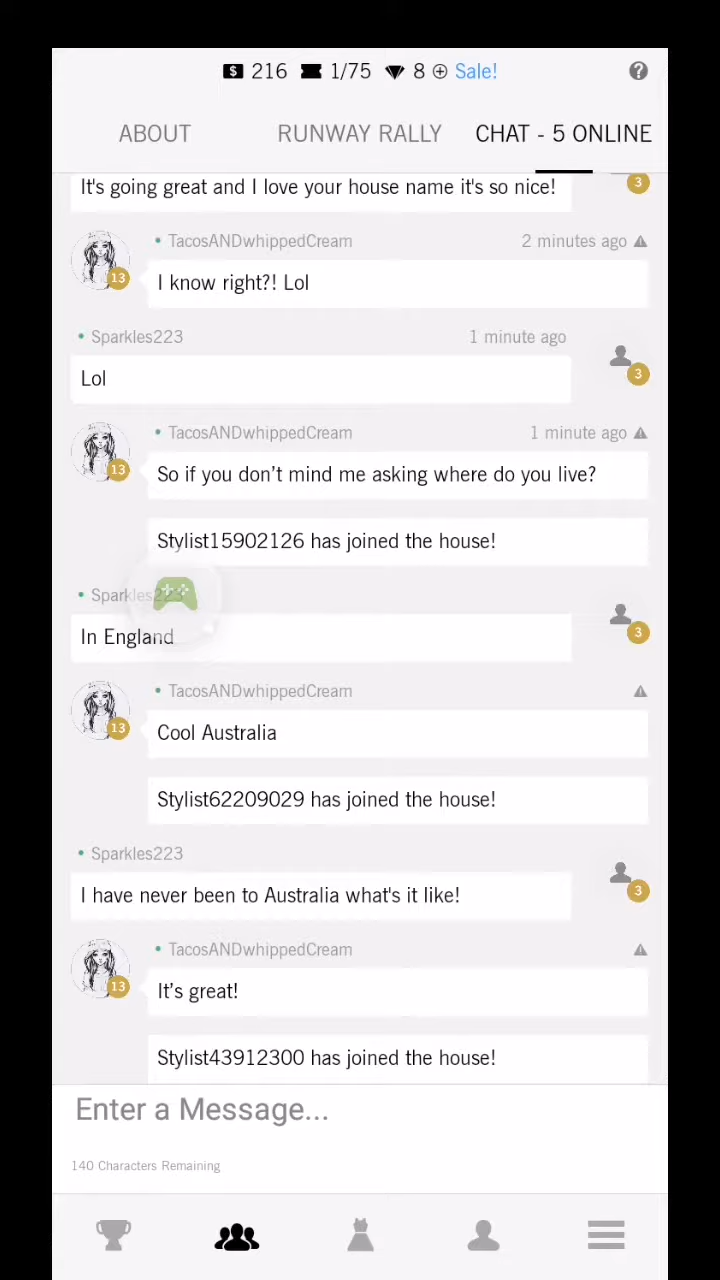 216 1/75 8 Sale!
ABOUT RUNWAY RALLY CHAT - 5 ONLINE
It's going great and I love your house name it's so nice!
3
TacosANDwhippedCream 2 minutes ago
13
I know right?! Lol
Sparkles223 1 minute ago
3
Lol
TacosANDwhippedCream 1 minute ago
13
So if you don't mind me asking where do you live?
Stylist15902126 has joined the house!
Sparkles223
3
In England
TacosANDwhippedCream
13
Cool Australia
Stylist62209029 has joined the house!
Sparkles223
3
I have never been to Australia what's it like!
TacosANDwhippedCream
13
It's great!
Stylist43912300 has joined the house!
Enter a Message...
140 Characters Remaining